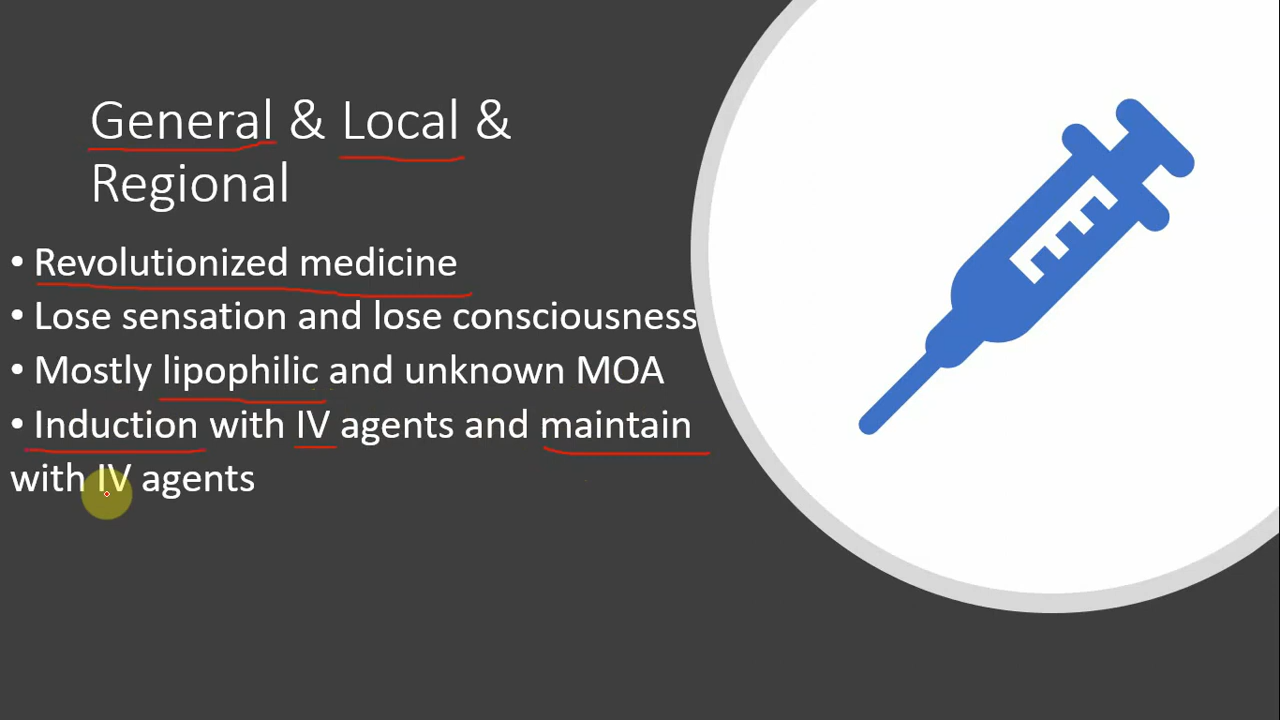 General & Local &
Regional
• Revolutionized medicine
• Lose sensation and lose consciousness
• Mostly lipophilic and unknown MOA
• Induction with IV agents and maintain
with IV agents